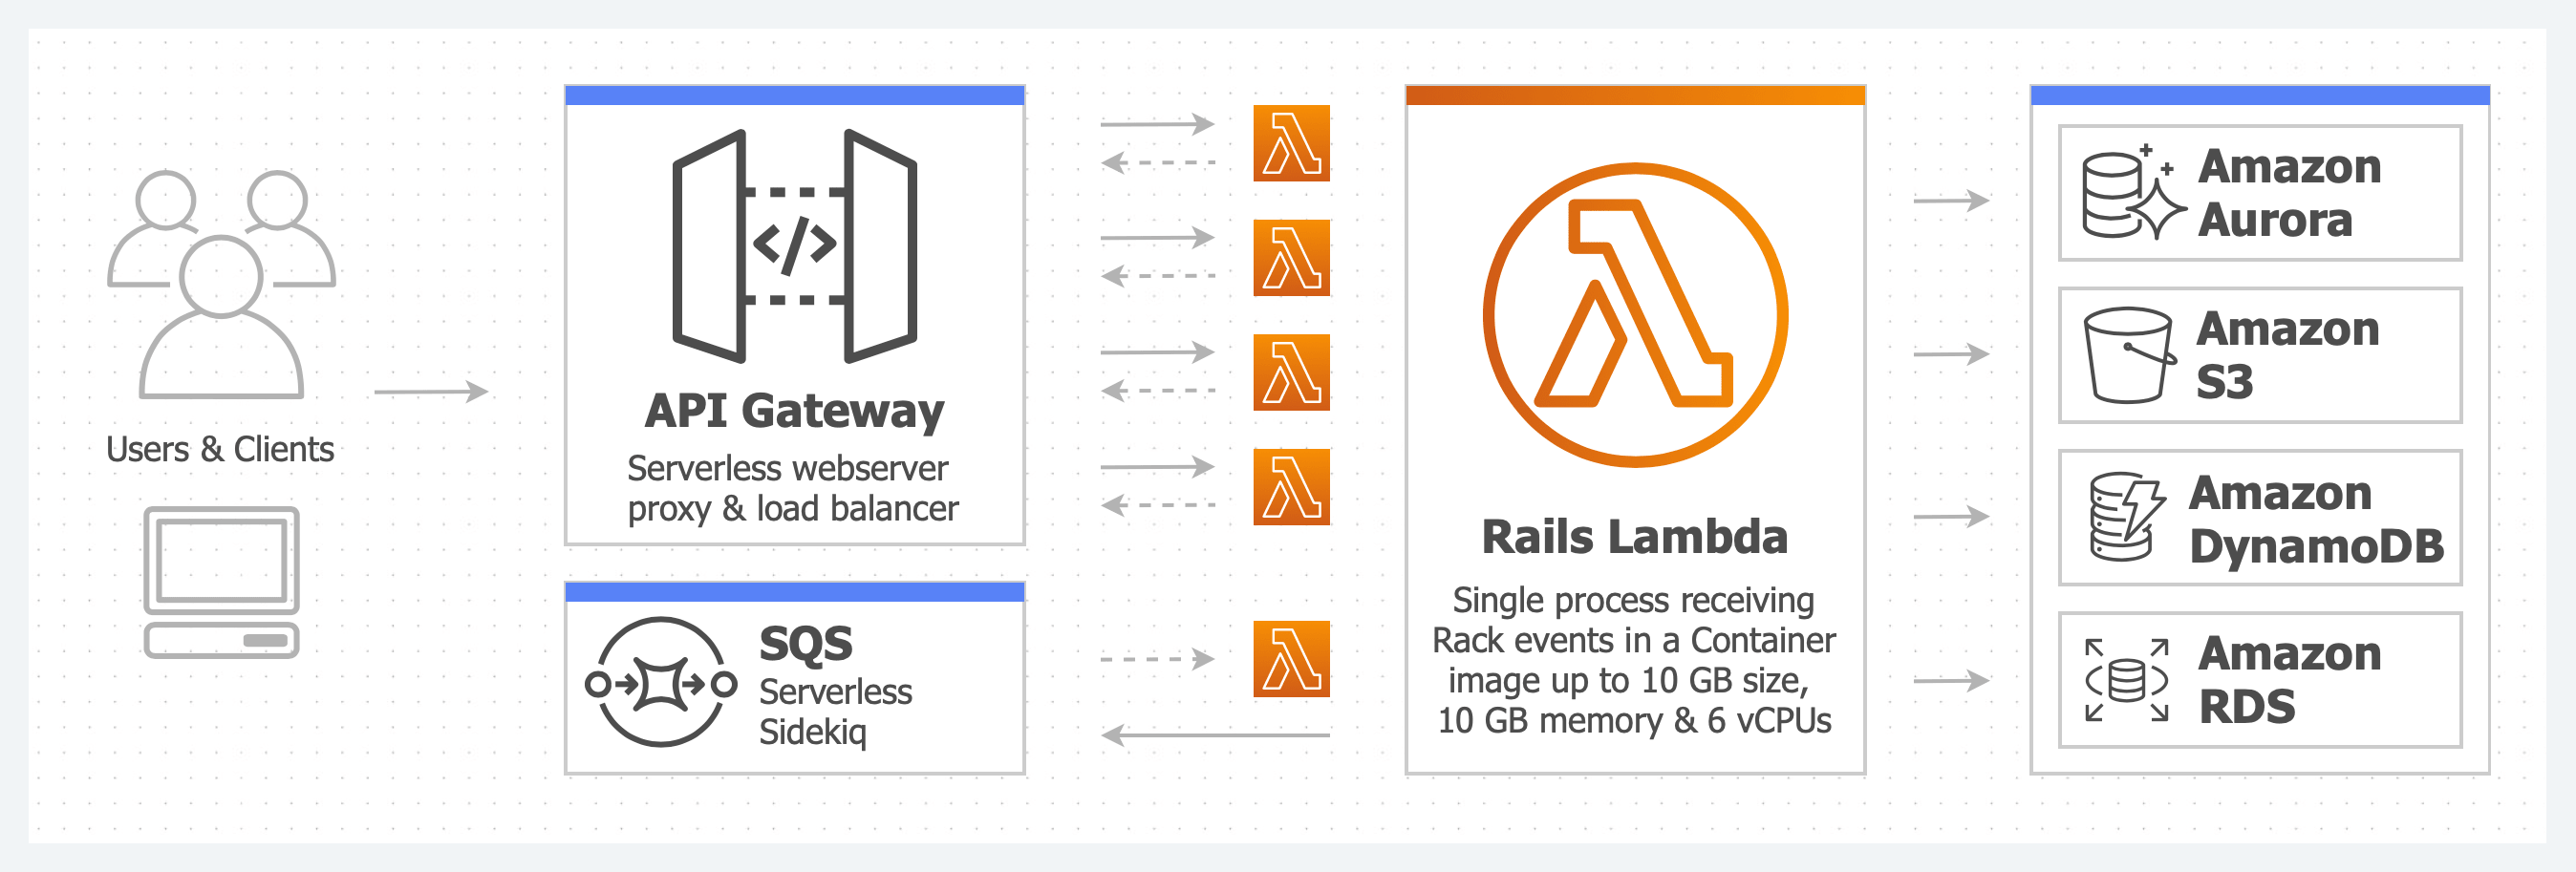 Users & Clients
API Gateway
Serverless webserver
proxy & load balancer
SQS
Serverless
Sidekiq
Rails Lambda
Single process receiving
Rack events in a Container
image up to 10 GB size,
10 GB memory & 6 vCPUs
Amazon
Aurora
Amazon
S3
Amazon
DynamoDB
Amazon
RDS